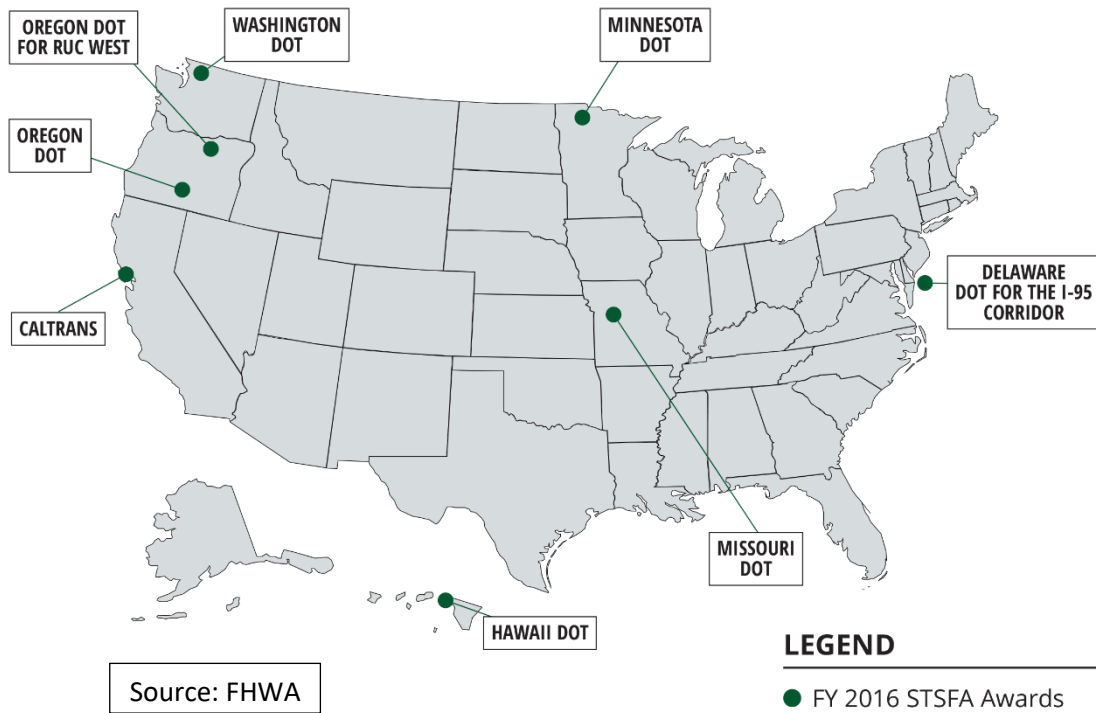 OREGON DOT
FOR RUC WEST
WASHINGTON
DOT
MINNESOTA
DOT
OREGON
DOT
DELAWARE
DOT FOR THE I-95
CORRIDOR
CALTRANS
MISSOURI
DOT
HAWAII DOT
LEGEND
Source: FHWA
FY 2016 STSFA Awards